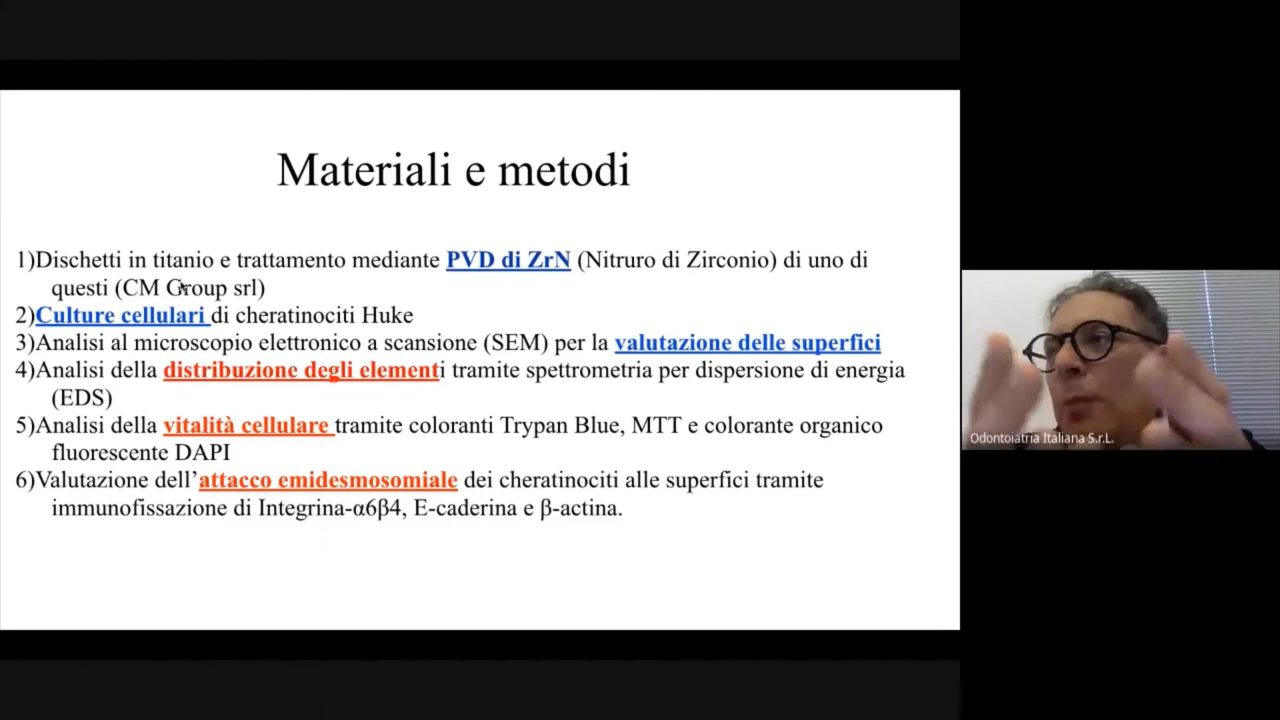 Materiali e metodi
1)Dischetti in titanio e trattamento mediante PVD di ZrN (Nitruro di Zirconio) di uno di
questi (CM Group srl)
2)Culture cellulari di cheratinociti Huke
3)Analisi al microscopio elettronico a scansione (SEM) per la valutazione delle superfici
4)Analisi della distribuzione degli elementi tramite spettrometria per dispersione di energia
(EDS)
5)Analisi della vitalità cellulare tramite coloranti Trypan Blue, MTT e colorante organico
fluorescente DAPI
6)Valutazione dell’attacco emidesmosomiale dei cheratinociti alle superfici tramite
immunofissazione di Integrina-α6β4, E-caderina e β-actina.
Odontoiatria Italiana S.r.L.